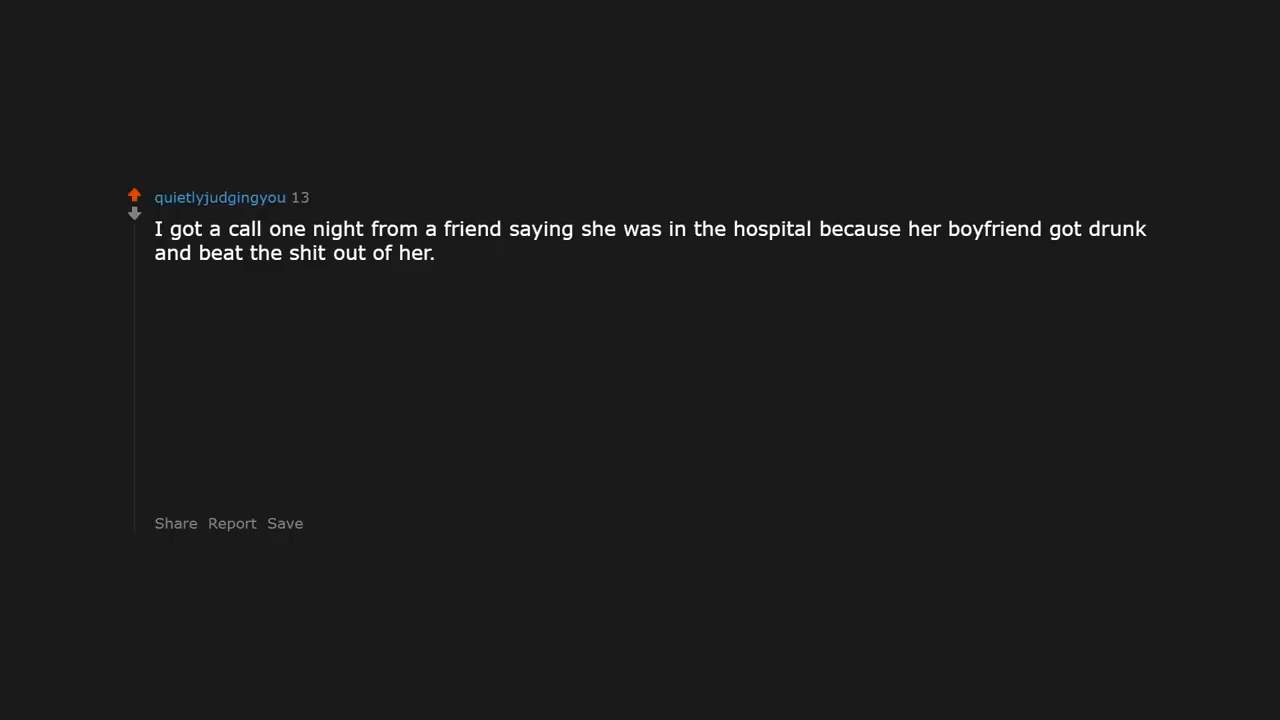 quietlyjudgingyou 13
I got a call one night from a friend saying she was in the hospital because her boyfriend got drunk
and beat the shit out of her.
Share Report Save